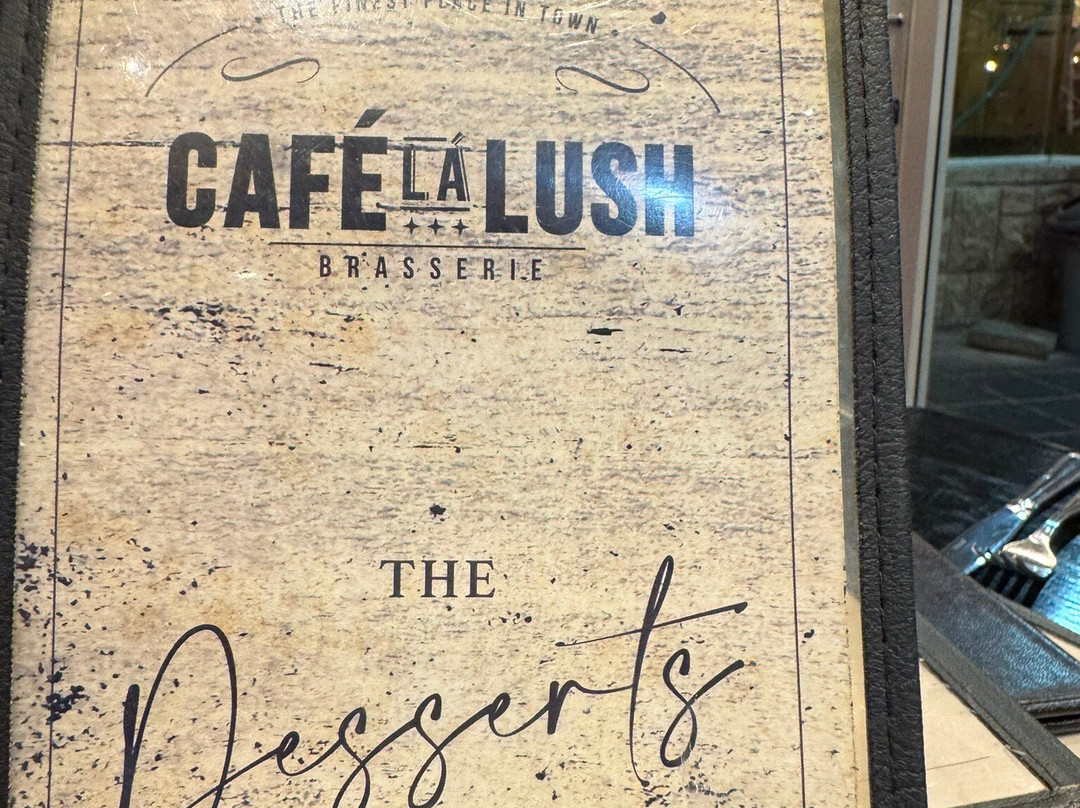 THE FINEST PLACE IN TOWN
CAFÉ LÁ LUSH
BRASSERIE
THE
Desserts